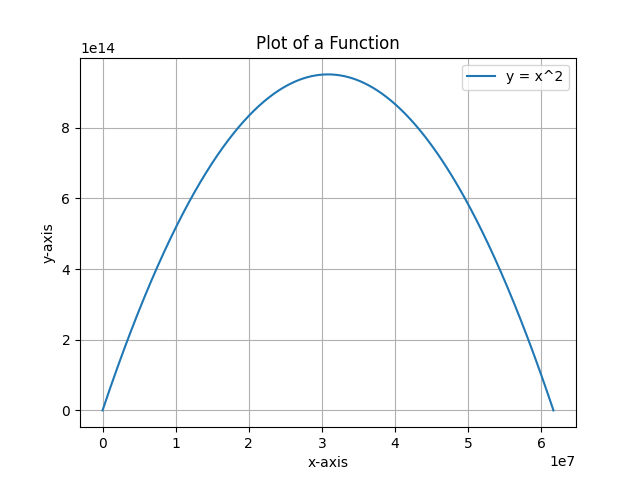 Plot of a Function
1e14
y = x^2
8
6
4
2
0
y-axis
0 1 2 3 4 5 6
x-axis
1e7